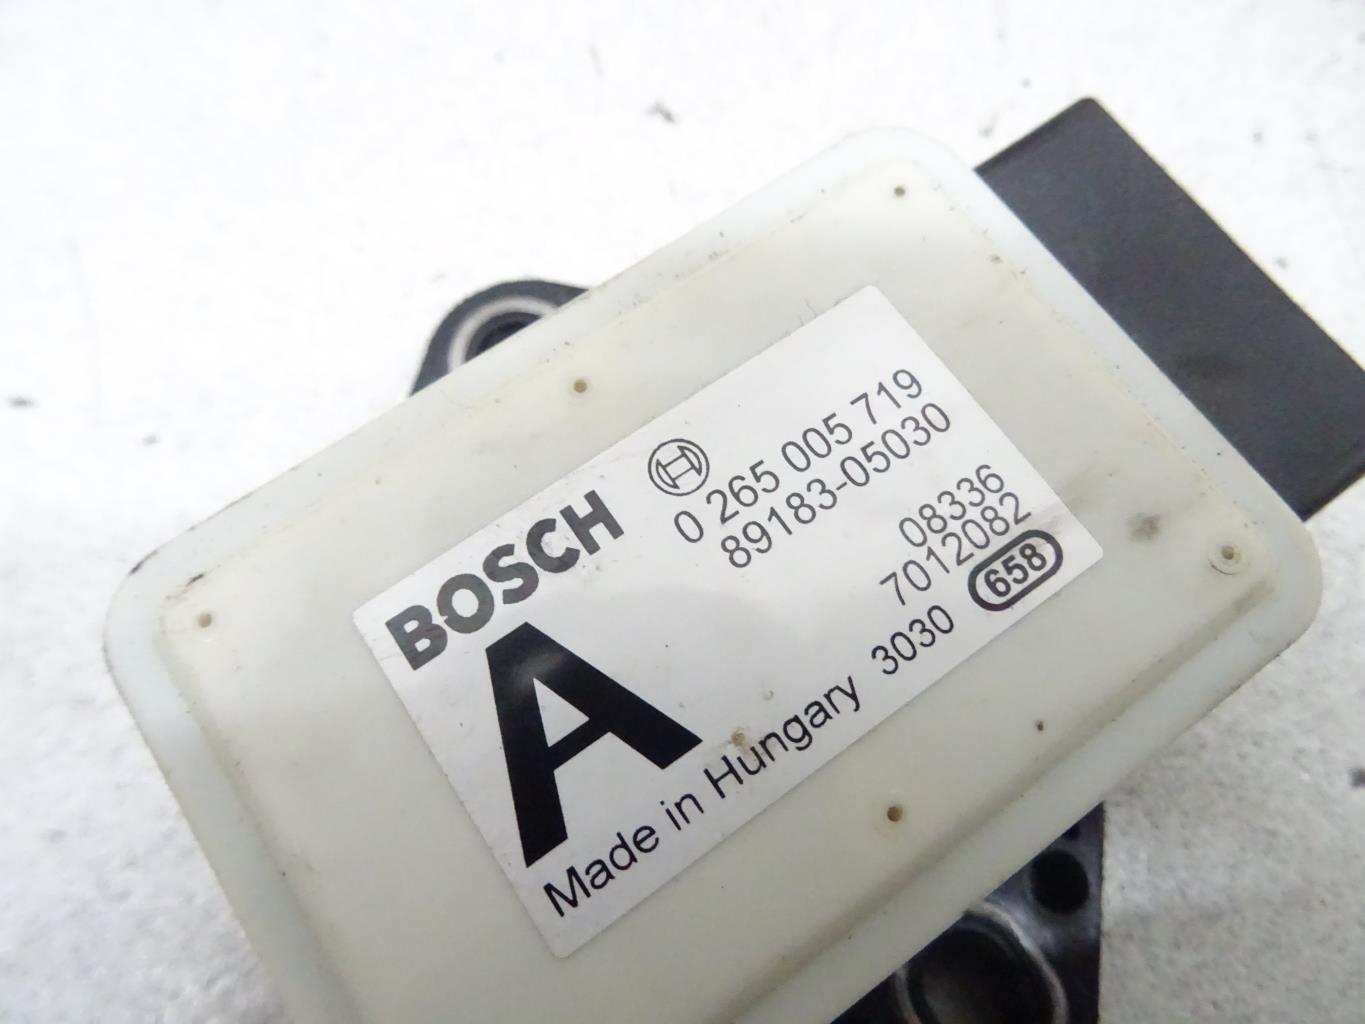 BOSCH
0 265 005 719
89183-05030
A
08336
7012082
Made in Hungary 3030 658